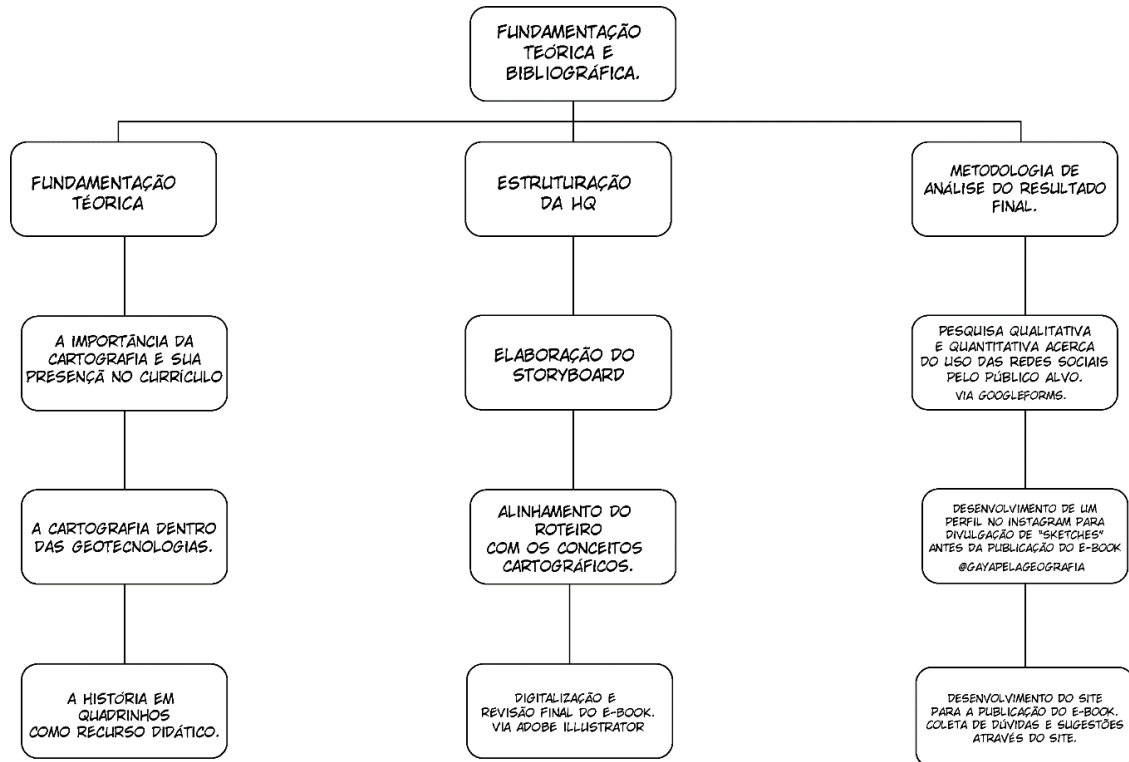 FUNDAMENTAÇÃO
TEÓRICA E
BIBLIOGRÁFICA.
FUNDAMENTAÇÃO
TÉORICA
A IMPORTÂNCIA DA
CARTOGRAFIA E SUA
PRESENÇÃ NO CURRÍCULO
A CARTOGRAFIA DENTRO
DAS GEOTECNOLOGIAS.
A HISTÓRIA EM
QUADRINHOS
COMO RECURSO DIDÁTICO.
ESTRUTURAÇÃO
DA HQ
ELABORAÇÃO DO
STORYBOARD
ALINHAMENTO DO
ROTEIRO
COM OS CONCEITOS
CARTOGRÁFICOS.
DIGITALIZAÇÃO E
REVISÃO FINAL DO E-BOOK.
VIA ADOBE ILLUSTRATOR
METODOLOGIA DE
ANÁLISE DO RESULTADO
FINAL.
PESQUISA QUALITATIVA
E QUANTITATIVA ACERCA
DO USO DAS REDES SOCIAIS
PELO PÚBLICO ALVO.
VIA GOOGLEFORMS.
DESENVOLVIMENTO DE UM
PERFIL NO INSTAGRAM PARA
DIVULGAÇÃO DE "SKETCHES"
ANTES DA PUBLICAÇÃO DO E-BOOK
@GAYAPELAGEOGRAFIA
DESENVOLVIMENTO DO SITE
PARA A PUBLICAÇÃO DO E-BOOK.
COLETA DE DÚVIDAS E SUGESTÕES
ATRAVÉS DO SITE.